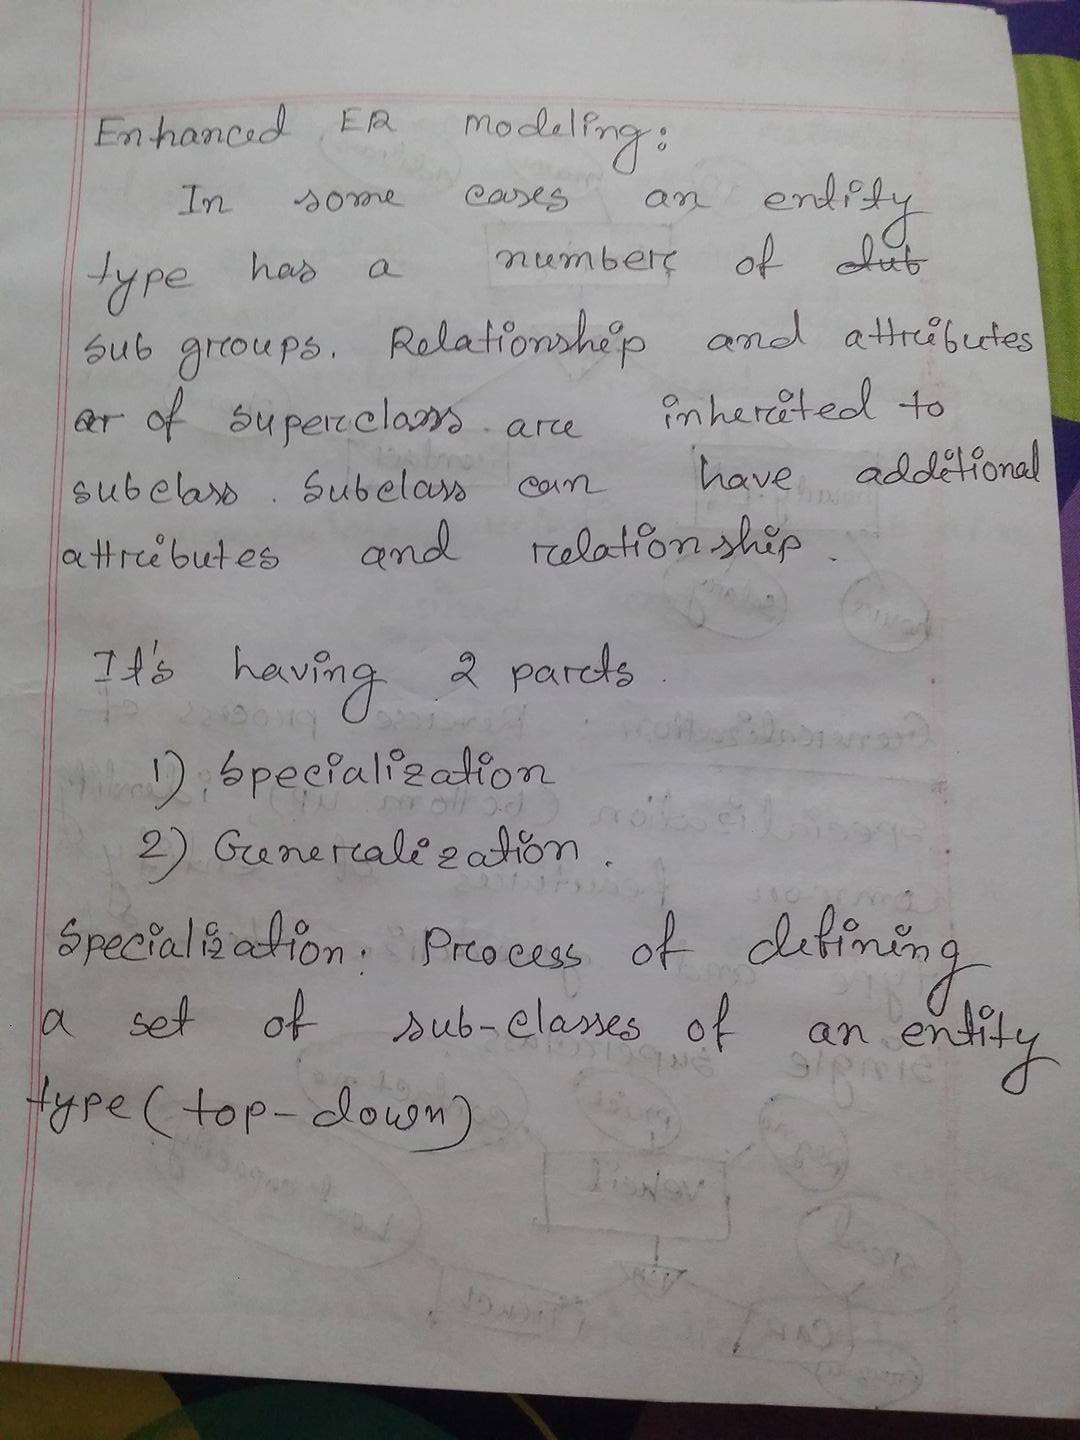 Enhanced ER modeling:
In some cases an entity
type has a number of
sub groups. Relationship and attributes
of superclass are inherited to
subclass. Subclass can have additional
attributes and relationship.
It's having 2 parts.
1) Specialization
2) Generalization.
Specialization: Process of defining
a set of sub-classes of an entity
type (top-down)